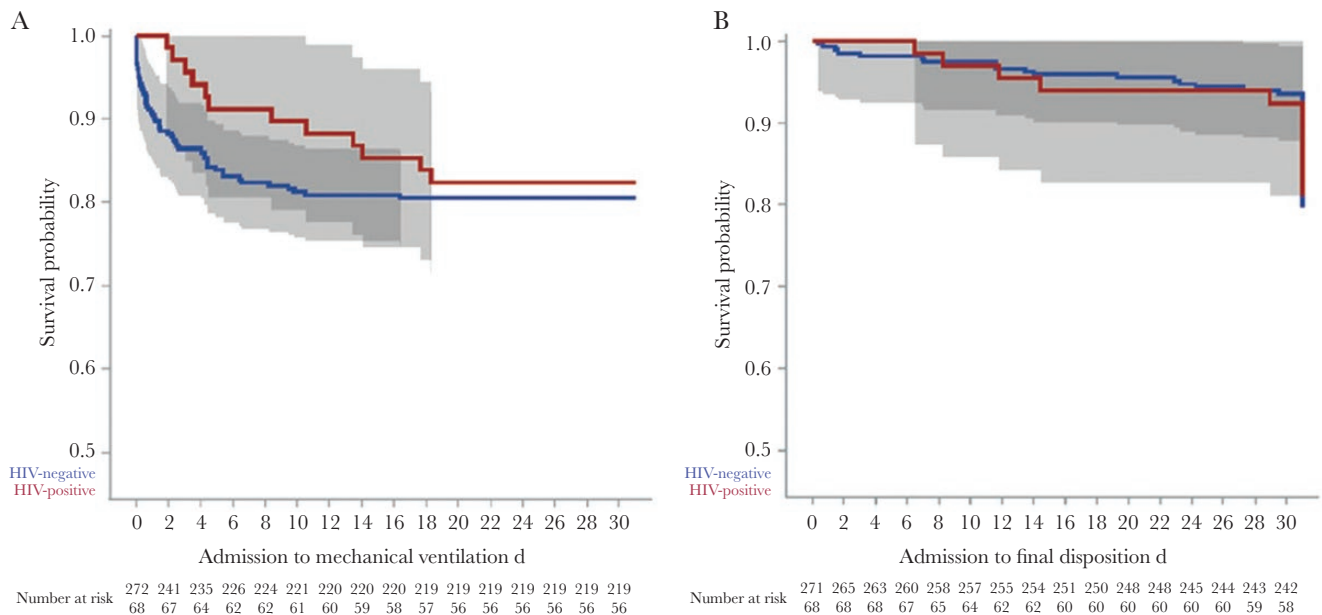 A
1.0
0.9
0.8
0.7
0.6
0.5
Survival probability
HIV-negative
HIV-positive
0 2 4 6 8 10 12 14 16 18 20 22 24 26 28 30
Admission to mechanical ventilation d
Number at risk
272 241 235 226 224 221 220 220 220 219 219 219 219 219 219 219
68 67 64 62 62 61 60 59 58 57 56 56 56 56 56 56
B
1.0
0.9
0.8
0.7
0.6
0.5
Survival probability
HIV-negative
HIV-positive
0 2 4 6 8 10 12 14 16 18 20 22 24 26 28 30
Admission to final disposition d
Number at risk
271 265 263 260 258 257 255 254 251 250 248 248 245 244 243 242
68 68 68 67 65 64 62 62 60 60 60 60 60 60 59 58